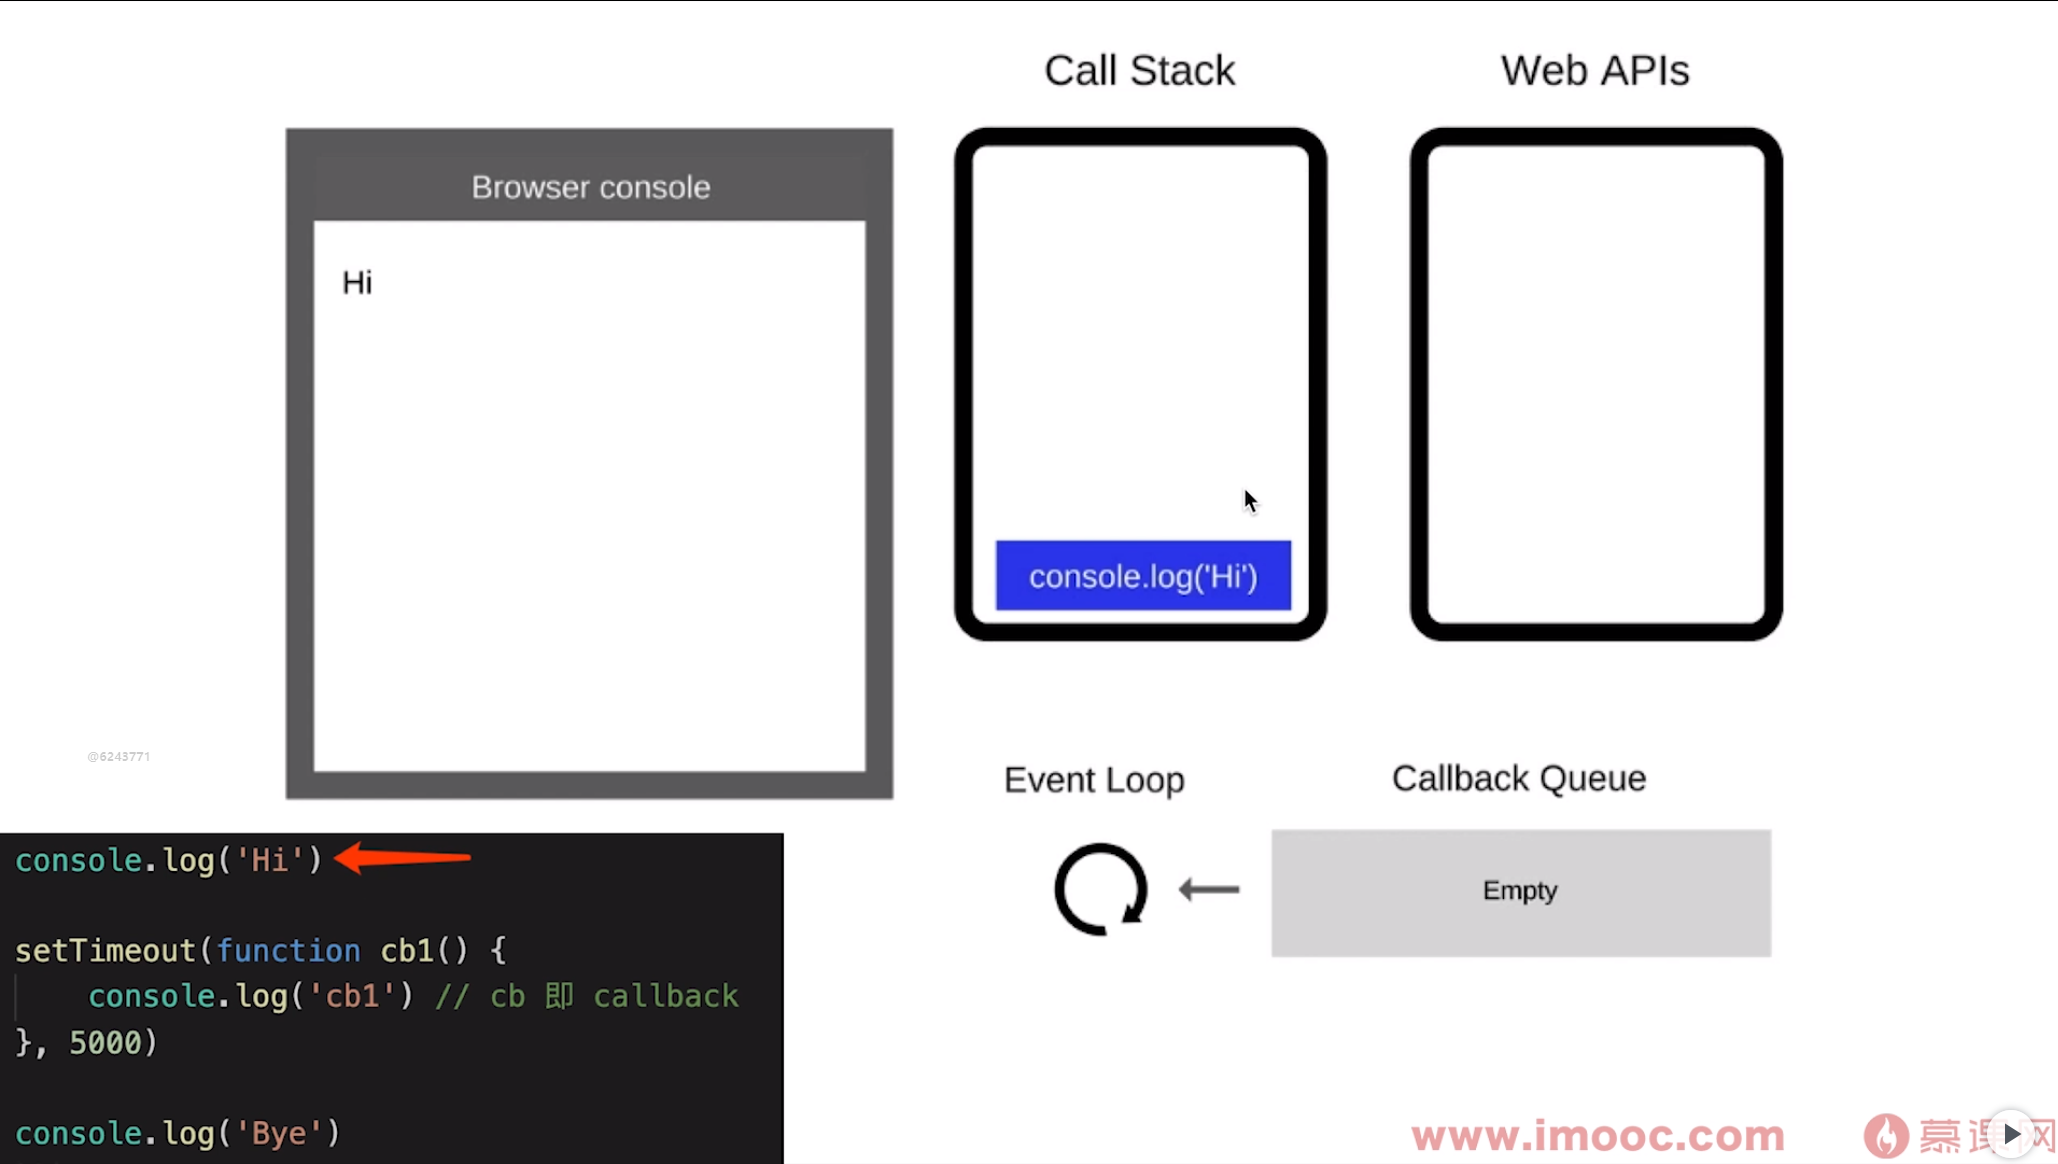 Call Stack
Web APIs
Browser console
Hi
console.log('Hi')
@6243771
Event Loop
Callback Queue
Empty
console.log('Hi')
setTimeout(function cb1() {
console.log('cb1') // cb 即 callback
}, 5000)
console.log('Bye')
www.imooc.com
慕课网